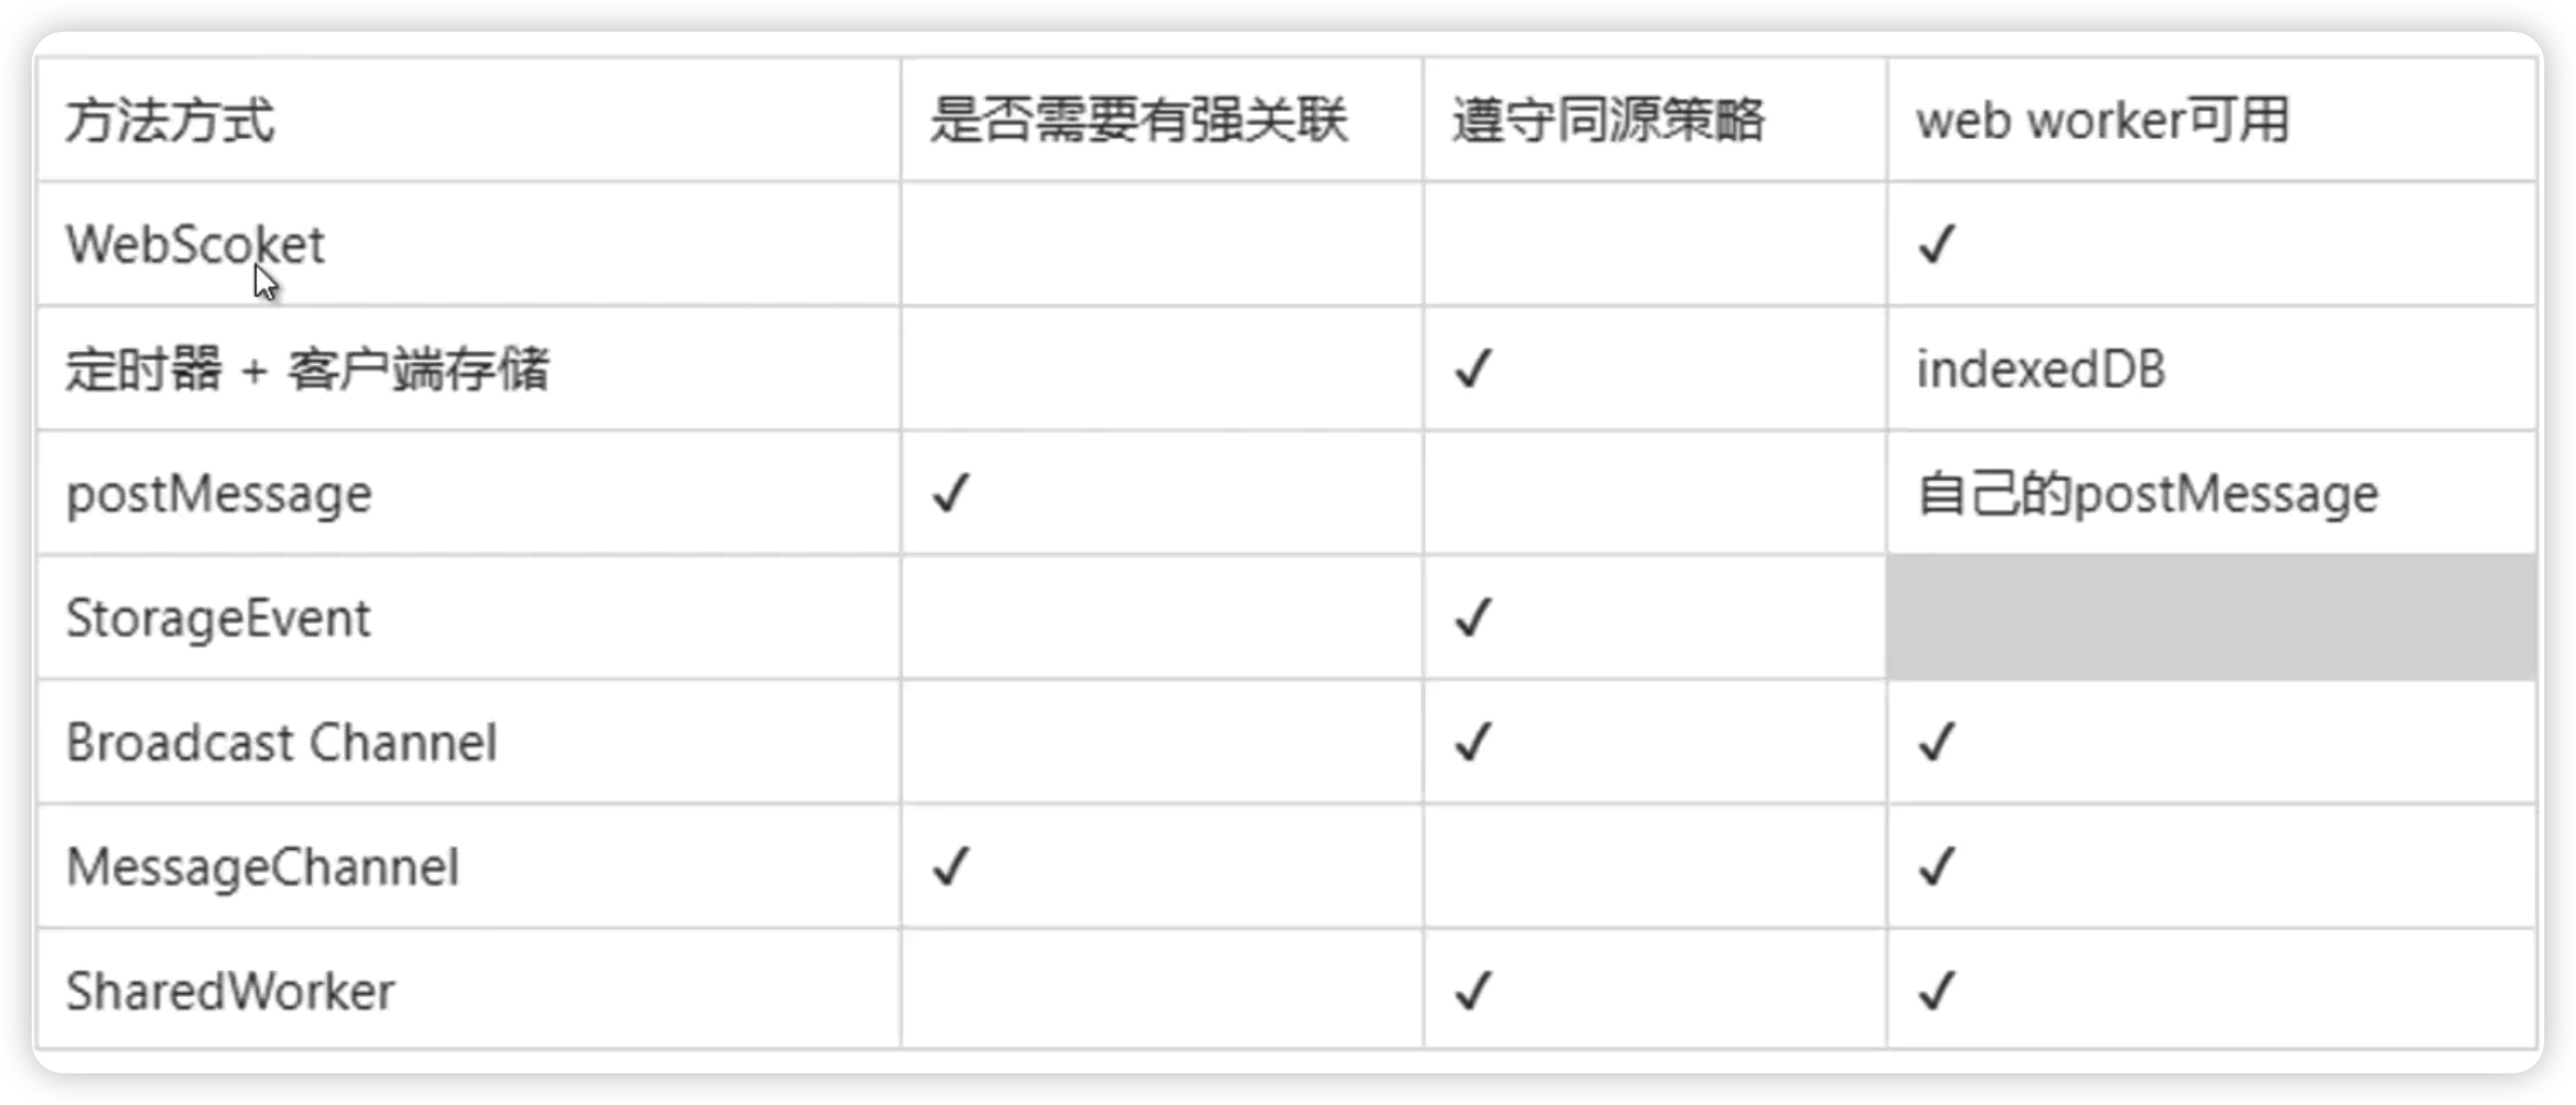 方法方式 是否需要有强关联 遵守同源策略 web worker可用
WebScoket ✓
定时器 + 客户端存储 ✓ indexedDB
postMessage ✓ 自己的postMessage
StorageEvent ✓
Broadcast Channel ✓ ✓
MessageChannel ✓ ✓
SharedWorker ✓ ✓